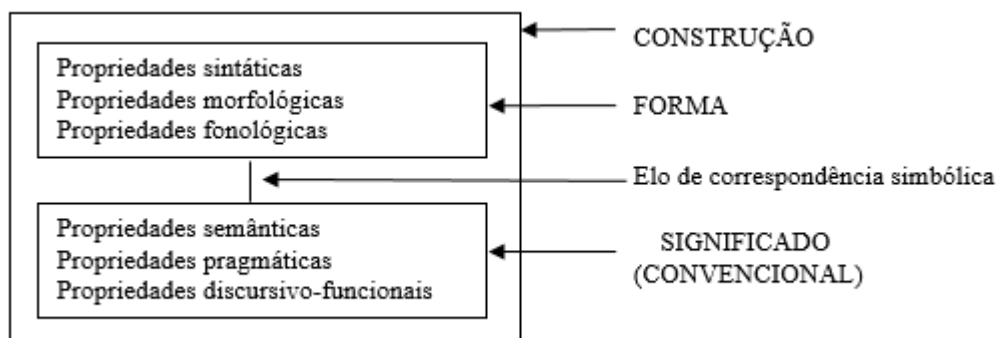 CONSTRUÇÃO
Propriedades sintáticas
Propriedades morfológicas
Propriedades fonológicas
FORMA
Elo de correspondência simbólica
Propriedades semânticas
Propriedades pragmáticas
Propriedades discursivo-funcionais
SIGNIFICADO
(CONVENCIONAL)